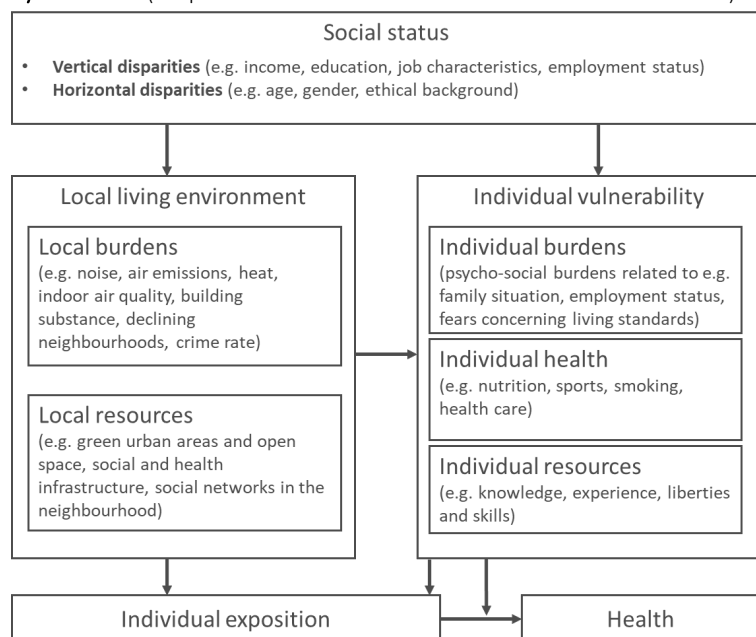 Social status
• Vertical disparities (e.g. income, education, job characteristics, employment status)
• Horizontal disparities (e.g. age, gender, ethical background)
Local living environment
Local burdens
(e.g. noise, air emissions, heat,
indoor air quality, building
substance, declining
neighbourhoods, crime rate)
Local resources
(e.g. green urban areas and open
space, social and health
infrastructure, social networks in the
neighbourhood)
Individual vulnerability
Individual burdens
(psycho-social burdens related to e.g.
family situation, employment status,
fears concerning living standards)
Individual health
(e.g. nutrition, sports, smoking,
health care)
Individual resources
(e.g. knowledge, experience, liberties
and skills)
Individual exposition
Health